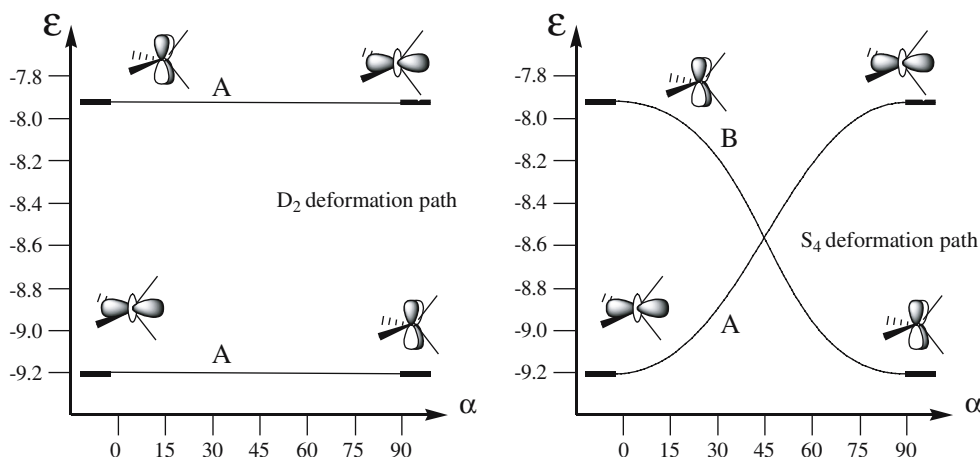 ε
-7.8
A
-8.0
-8.2
D₂ deformation path
-8.4
-8.6
-8.8
-9.0
A
-9.2
α
0 15 30 45 60 75 90
ε
-7.8
-8.0
B
-8.2
-8.4
S₄ deformation path
-8.6
-8.8
-9.0
A
-9.2
α
0 15 30 45 60 75 90